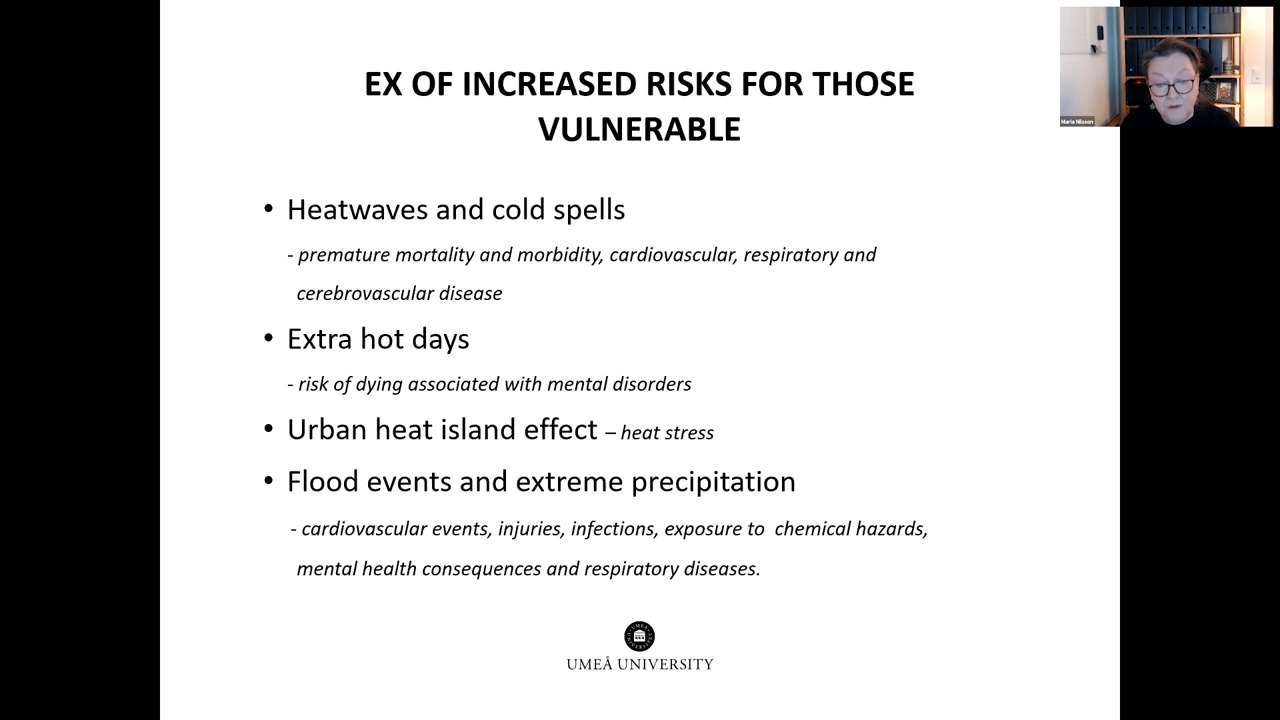 EX OF INCREASED RISKS FOR THOSE
VULNERABLE
• Heatwaves and cold spells
- premature mortality and morbidity, cardiovascular, respiratory and
cerebrovascular disease
• Extra hot days
- risk of dying associated with mental disorders
• Urban heat island effect – heat stress
• Flood events and extreme precipitation
- cardiovascular events, injuries, infections, exposure to  chemical hazards,
mental health consequences and respiratory diseases.
UMEÅ UNIVERSITY
Maria Nilsson